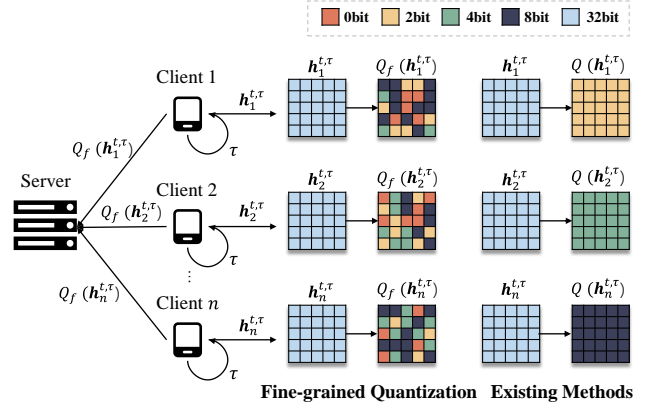 0bit 2bit 4bit 8bit 32bit
Client 1
h_1^{t,τ}
h_1^{t,τ} Q_f (h_1^{t,τ}) h_1^{t,τ} Q (h_1^{t,τ})
τ
Q_f (h_1^{t,τ})
Server
Client 2
Q_f (h_2^{t,τ})
h_2^{t,τ}
h_2^{t,τ} Q_f (h_2^{t,τ}) h_2^{t,τ} Q (h_2^{t,τ})
τ
⋮
Q_f (h_n^{t,τ})
Client n
h_n^{t,τ}
h_n^{t,τ} Q_f (h_n^{t,τ}) h_n^{t,τ} Q (h_n^{t,τ})
τ
Fine-grained Quantization Existing Methods